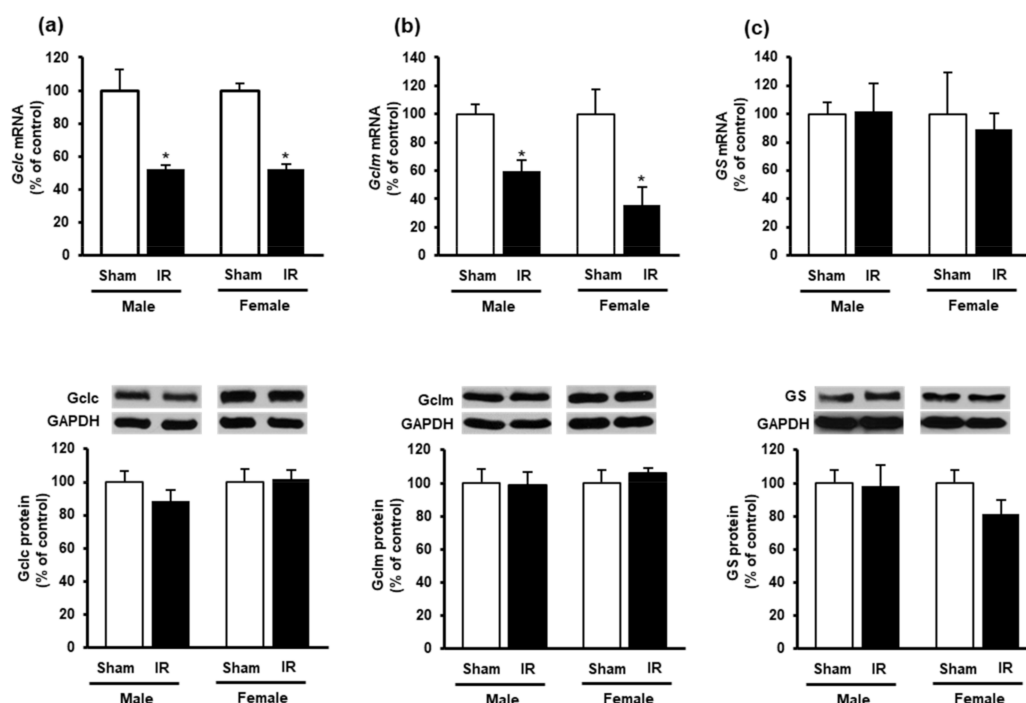 (a)
Gclc mRNA
(% of control)
120
100
80
60
40
20
0
*
*
Sham IR Sham IR
Male Female
(b)
Gclm mRNA
(% of control)
140
120
100
80
60
40
20
0
*
*
Sham IR Sham IR
Male Female
(c)
GS mRNA
(% of control)
140
120
100
80
60
40
20
0
Sham IR Sham IR
Male Female
Gclc
GAPDH
Gclc protein
(% of control)
120
100
80
60
40
20
0
Sham IR Sham IR
Male Female
Gclm
GAPDH
Gclm protein
(% of control)
120
100
80
60
40
20
0
Sham IR Sham IR
Male Female
GS
GAPDH
GS protein
(% of control)
120
100
80
60
40
20
0
Sham IR Sham IR
Male Female